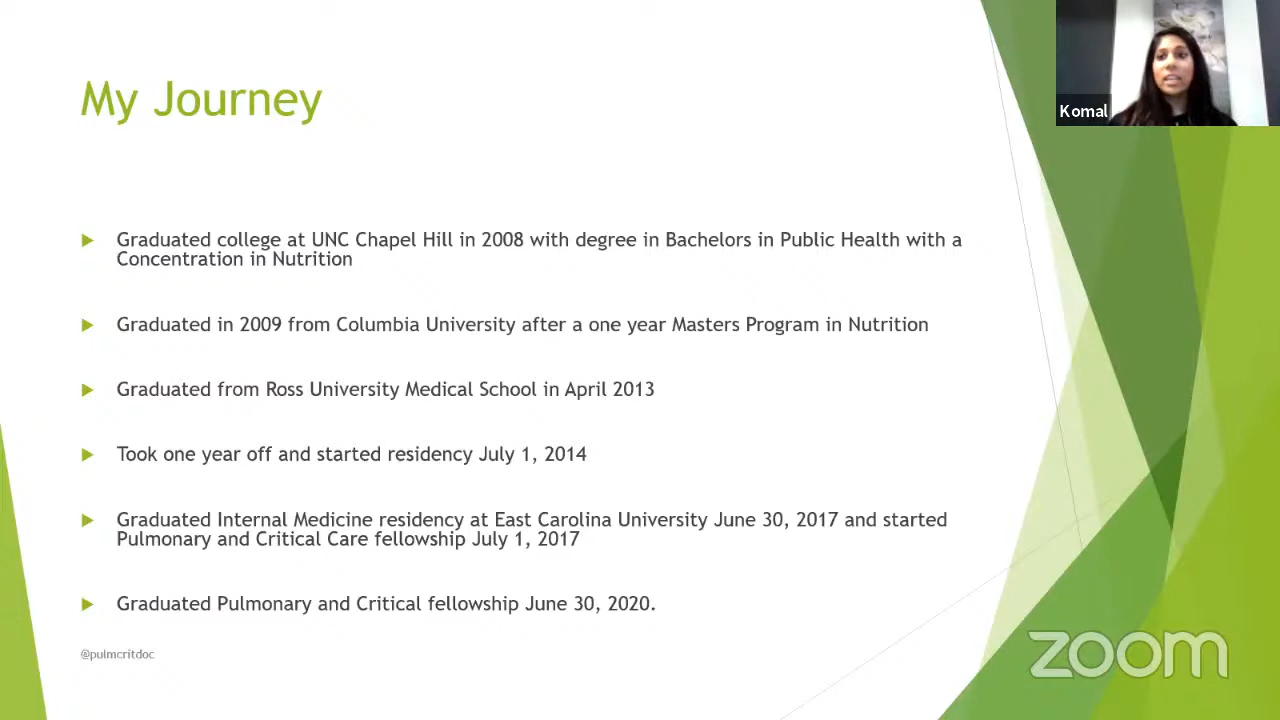 My Journey
Komal
Graduated college at UNC Chapel Hill in 2008 with degree in Bachelors in Public Health with a
Concentration in Nutrition
Graduated in 2009 from Columbia University after a one year Masters Program in Nutrition
Graduated from Ross University Medical School in April 2013
Took one year off and started residency July 1, 2014
Graduated Internal Medicine residency at East Carolina University June 30, 2017 and started
Pulmonary and Critical Care fellowship July 1, 2017
Graduated Pulmonary and Critical fellowship June 30, 2020.
@pulmcritdoc
zoom